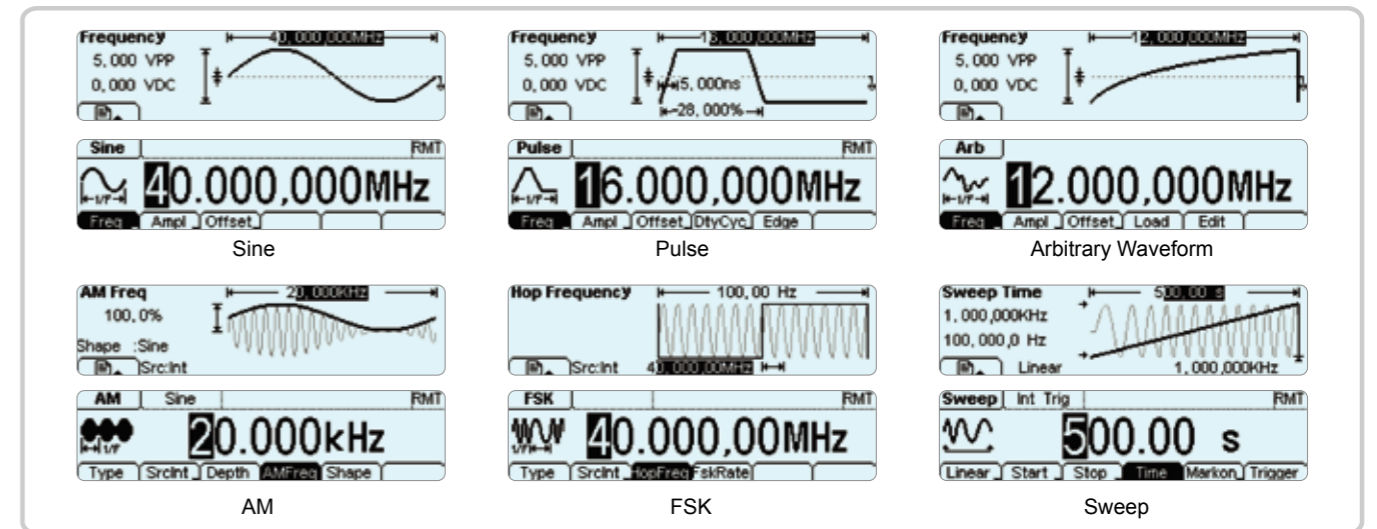 Frequency 40,000,000MHz
5,000 VPP
0,000 VDC
Sine RMT
40.000,000MHz
1/F
Freq Ampl Offset
Sine
Frequency 16,000,000MHz
5,000 VPP
0,000 VDC 5,000ns
28,000%
Pulse RMT
16.000,000MHz
1/F
Freq Ampl Offset DtyCyc Edge
Pulse
Frequency 12,000,000MHz
5,000 VPP
0,000 VDC
Arb RMT
12.000,000MHz
1/F
Freq Ampl Offset Load Edit
Arbitrary Waveform
AM Freq 20,000KHz
100,0%
Shape :Sine
Src:Int
AM Sine RMT
20.000kHz
1/F
Type SrcInt Depth AMFreq Shape
AM
Hop Frequency 100,00 Hz
Src:Int 40,000,00MHz
FSK RMT
40.000,00MHz
1/F
Type SrcInt HopFreq FskRate
FSK
Sweep Time 500,00 s
1,000,000KHz
100,000,0 Hz
Linear 1,000,000KHz
Sweep Int Trig RMT
500.00 s
Linear Start Stop Time Markon Trigger
Sweep